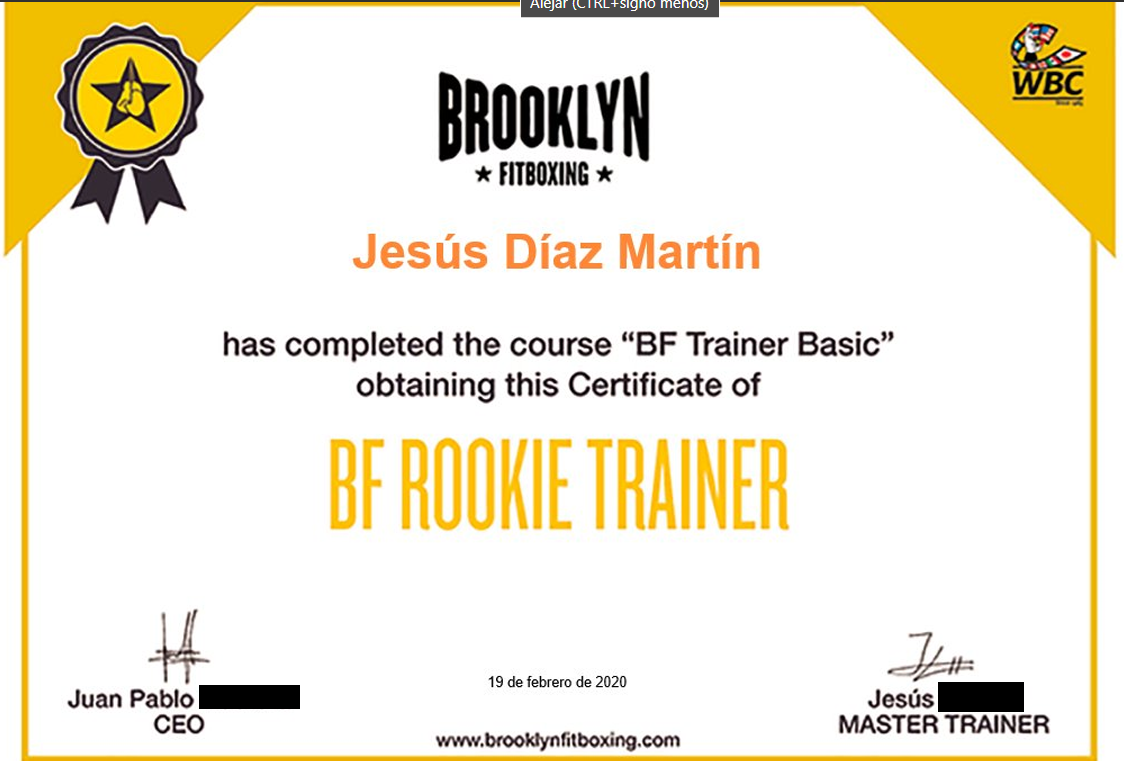 Alejar (CTRL+signo menos)
WBC
BROOKLYN
★ FITBOXING ★
Jesús Díaz Martín
has completed the course “BF Trainer Basic”
obtaining this Certificate of
BF ROOKIE TRAINER
Juan Pablo
CEO
19 de febrero de 2020
Jesús
MASTER TRAINER
www.brooklynfitboxing.com